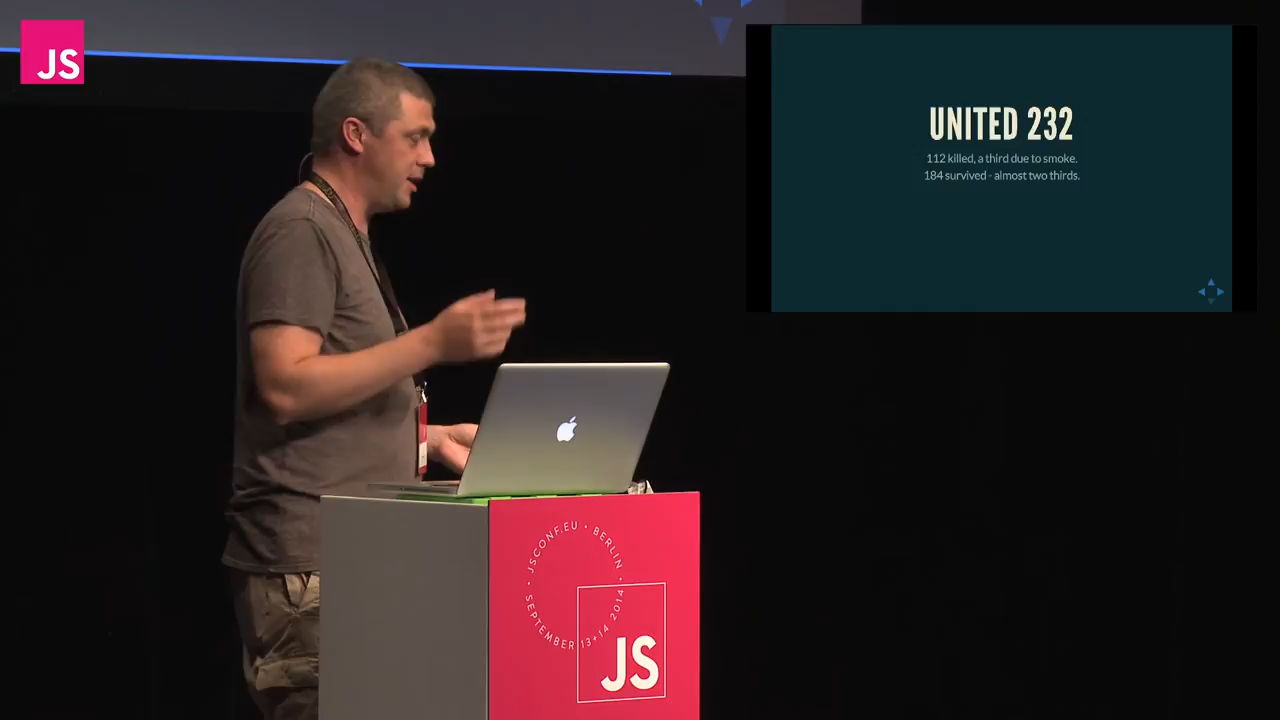 JS
UNITED 232
112 killed, a third due to smoke.
184 survived - almost two thirds.
· JSCONF.EU · BERLIN · SEPTEMBER 13+14 2014
JS